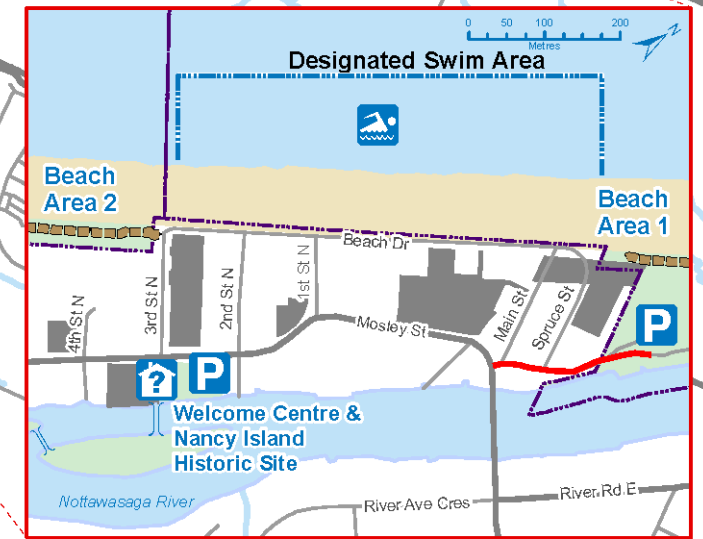 0 50 100 200
Metres
N
Designated Swim Area
Beach
Area 2
Beach
Area 1
Beach Dr
4th St N
3rd St N
2nd St N
1st St N
Main St
Spruce St
Mosley St
P
?
P
Welcome Centre &
Nancy Island
Historic Site
Nottawasaga River
River Ave Cres
River Rd E